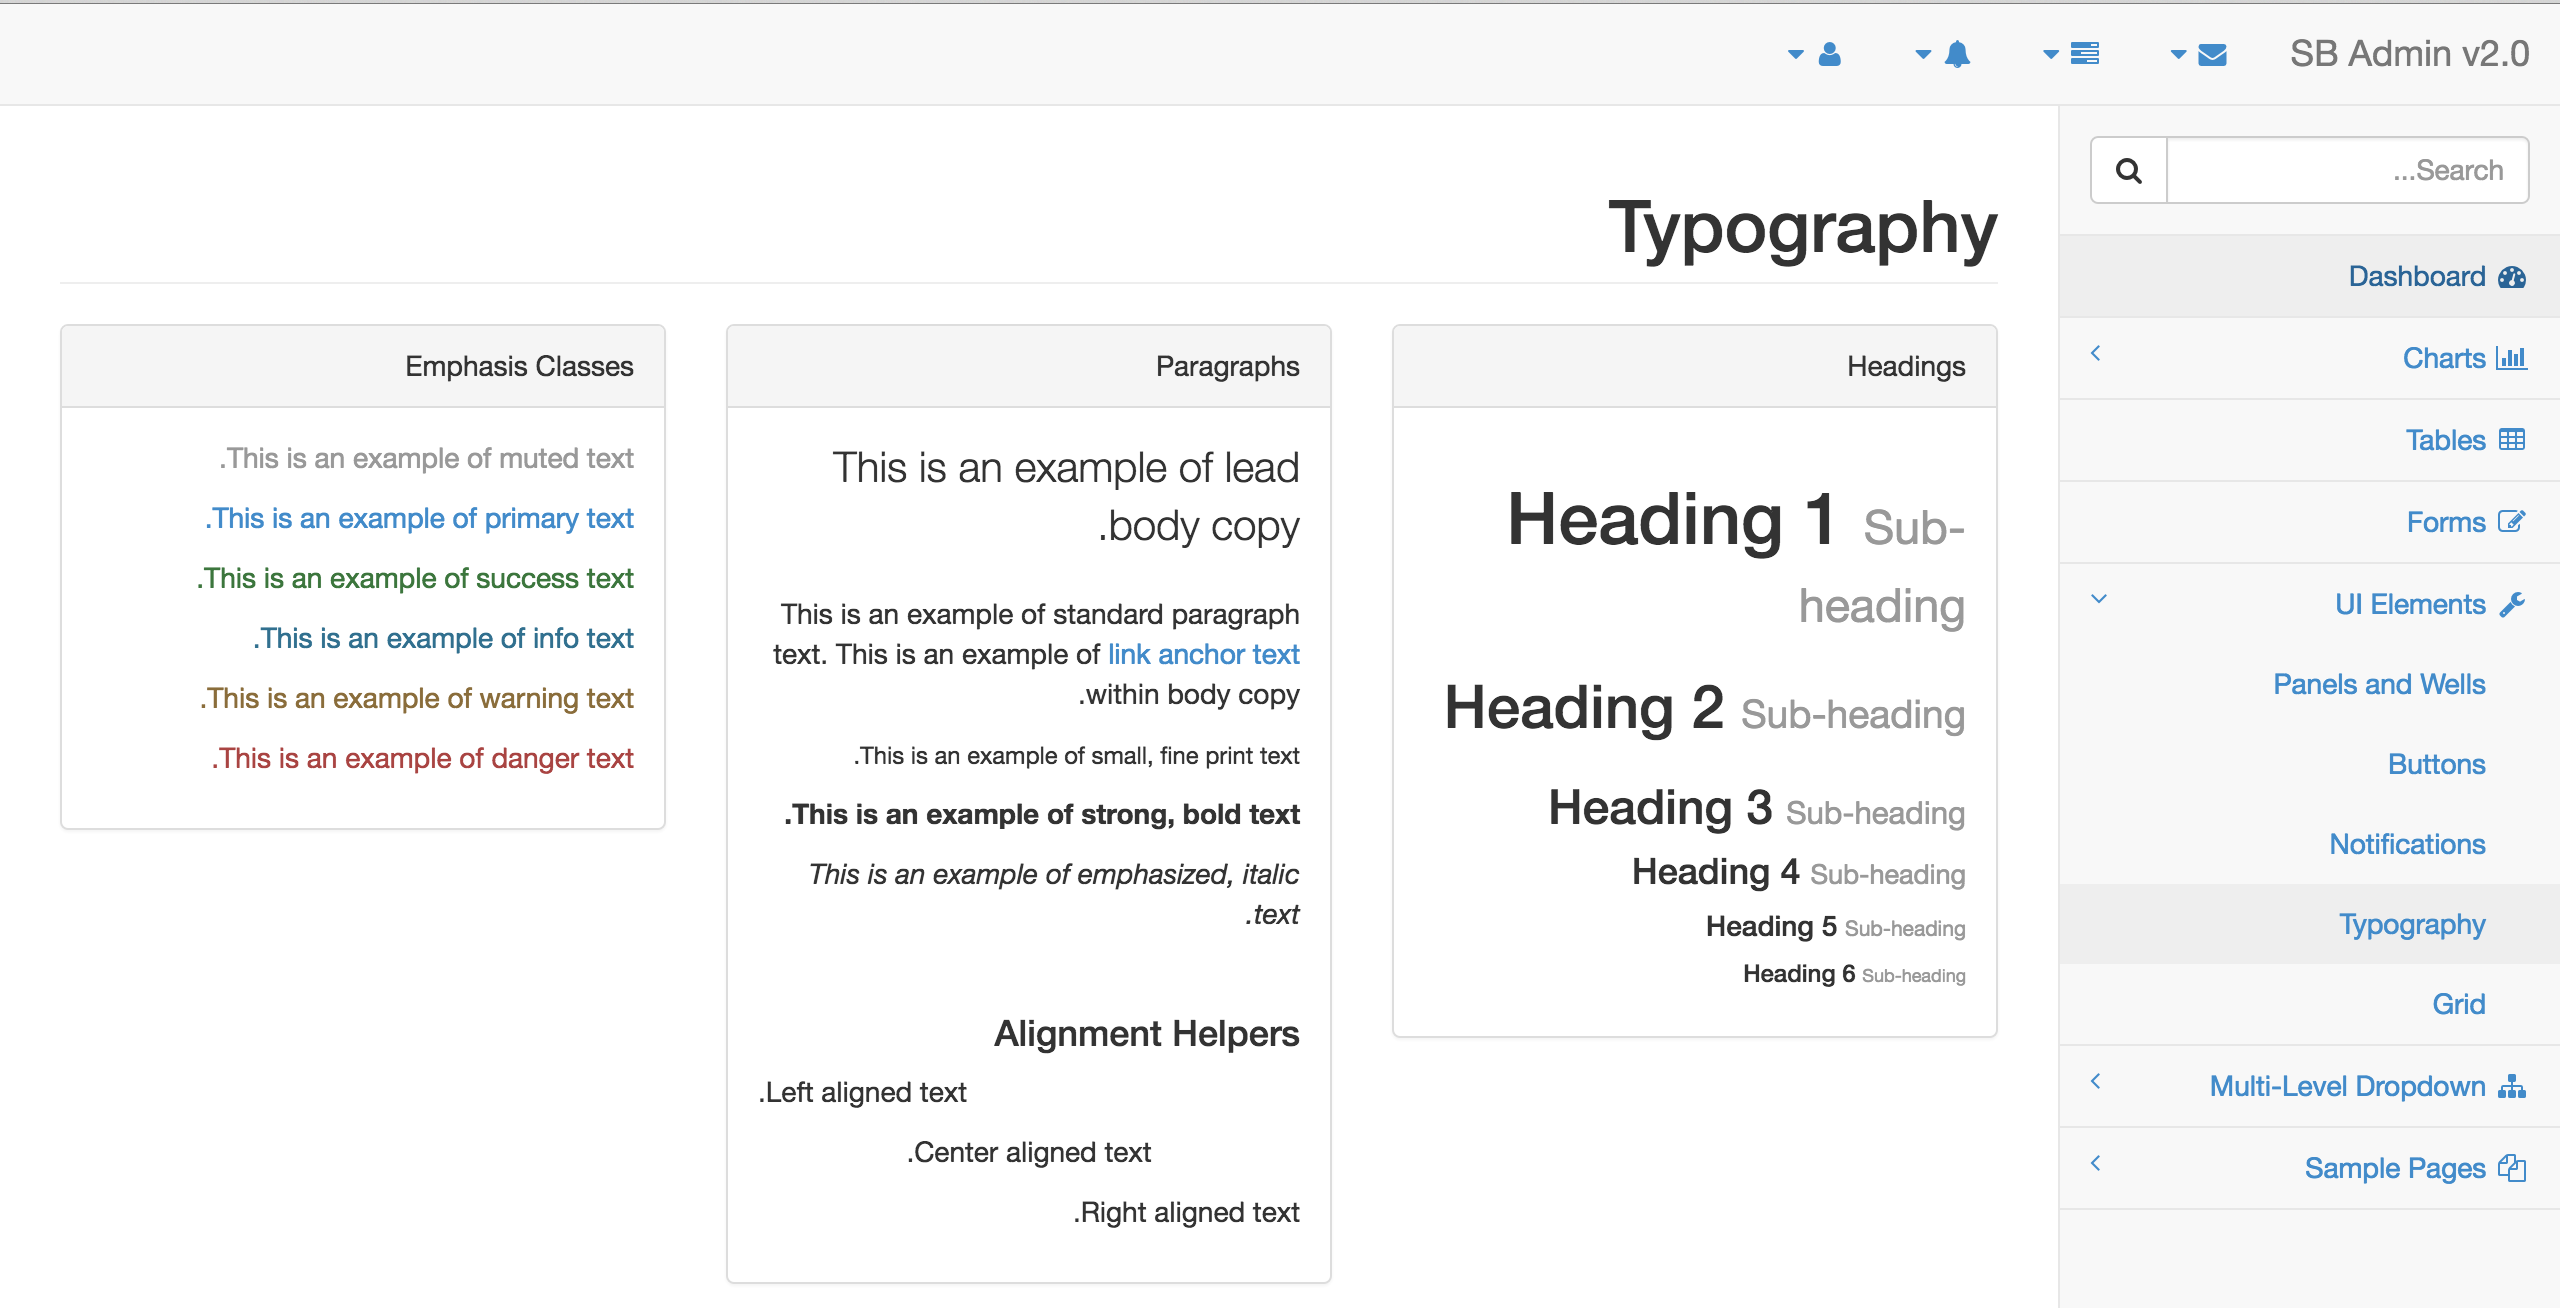 SB Admin v2.0
...Search
Dashboard
Charts
Tables
Forms
UI Elements
Panels and Wells
Buttons
Notifications
Typography
Grid
Multi-Level Dropdown
Sample Pages
Typography
Headings
Heading 1 Sub-
heading
Heading 2 Sub-heading
Heading 3 Sub-heading
Heading 4 Sub-heading
Heading 5 Sub-heading
Heading 6 Sub-heading
Paragraphs
This is an example of lead
.body copy
This is an example of standard paragraph
text. This is an example of link anchor text
.within body copy
.This is an example of small, fine print text
.This is an example of strong, bold text
This is an example of emphasized, italic
.text
Alignment Helpers
.Left aligned text
.Center aligned text
.Right aligned text
Emphasis Classes
.This is an example of muted text
.This is an example of primary text
.This is an example of success text
.This is an example of info text
.This is an example of warning text
.This is an example of danger text